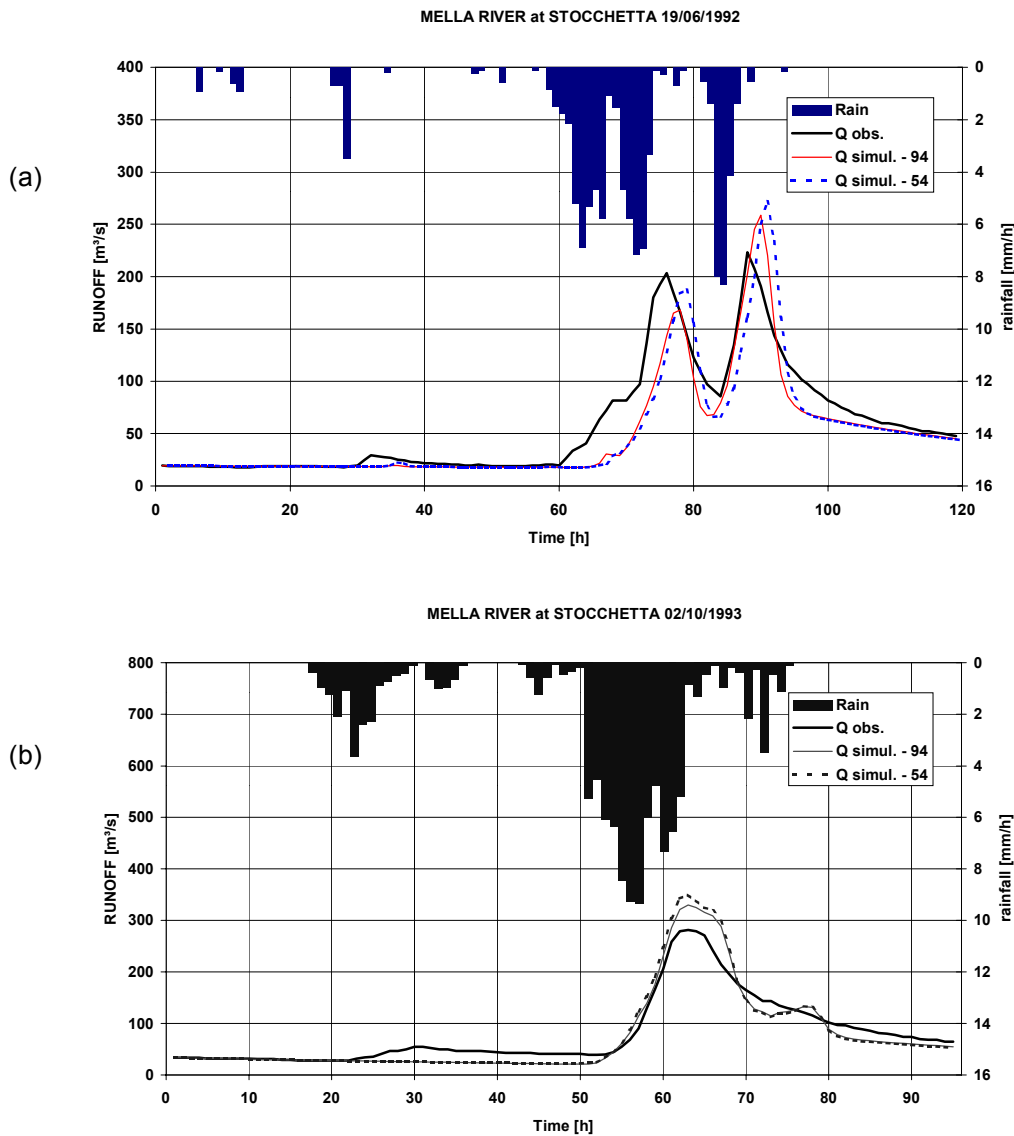 MELLA RIVER at STOCCHETTA 19/06/1992
(a)
RUNOFF [m³/s]
400
350
300
250
200
150
100
50
0
0
2
4
6
8
10
12
14
16
rainfall [mm/h]
Rain
Q obs.
Q simul. - 94
Q simul. - 54
0 20 40 60 80 100 120
Time [h]
MELLA RIVER at STOCCHETTA 02/10/1993
(b)
RUNOFF [m³/s]
800
700
600
500
400
300
200
100
0
0
2
4
6
8
10
12
14
16
rainfall [mm/h]
Rain
Q obs.
Q simul. - 94
Q simul. - 54
0 10 20 30 40 50 60 70 80 90
Time [h]